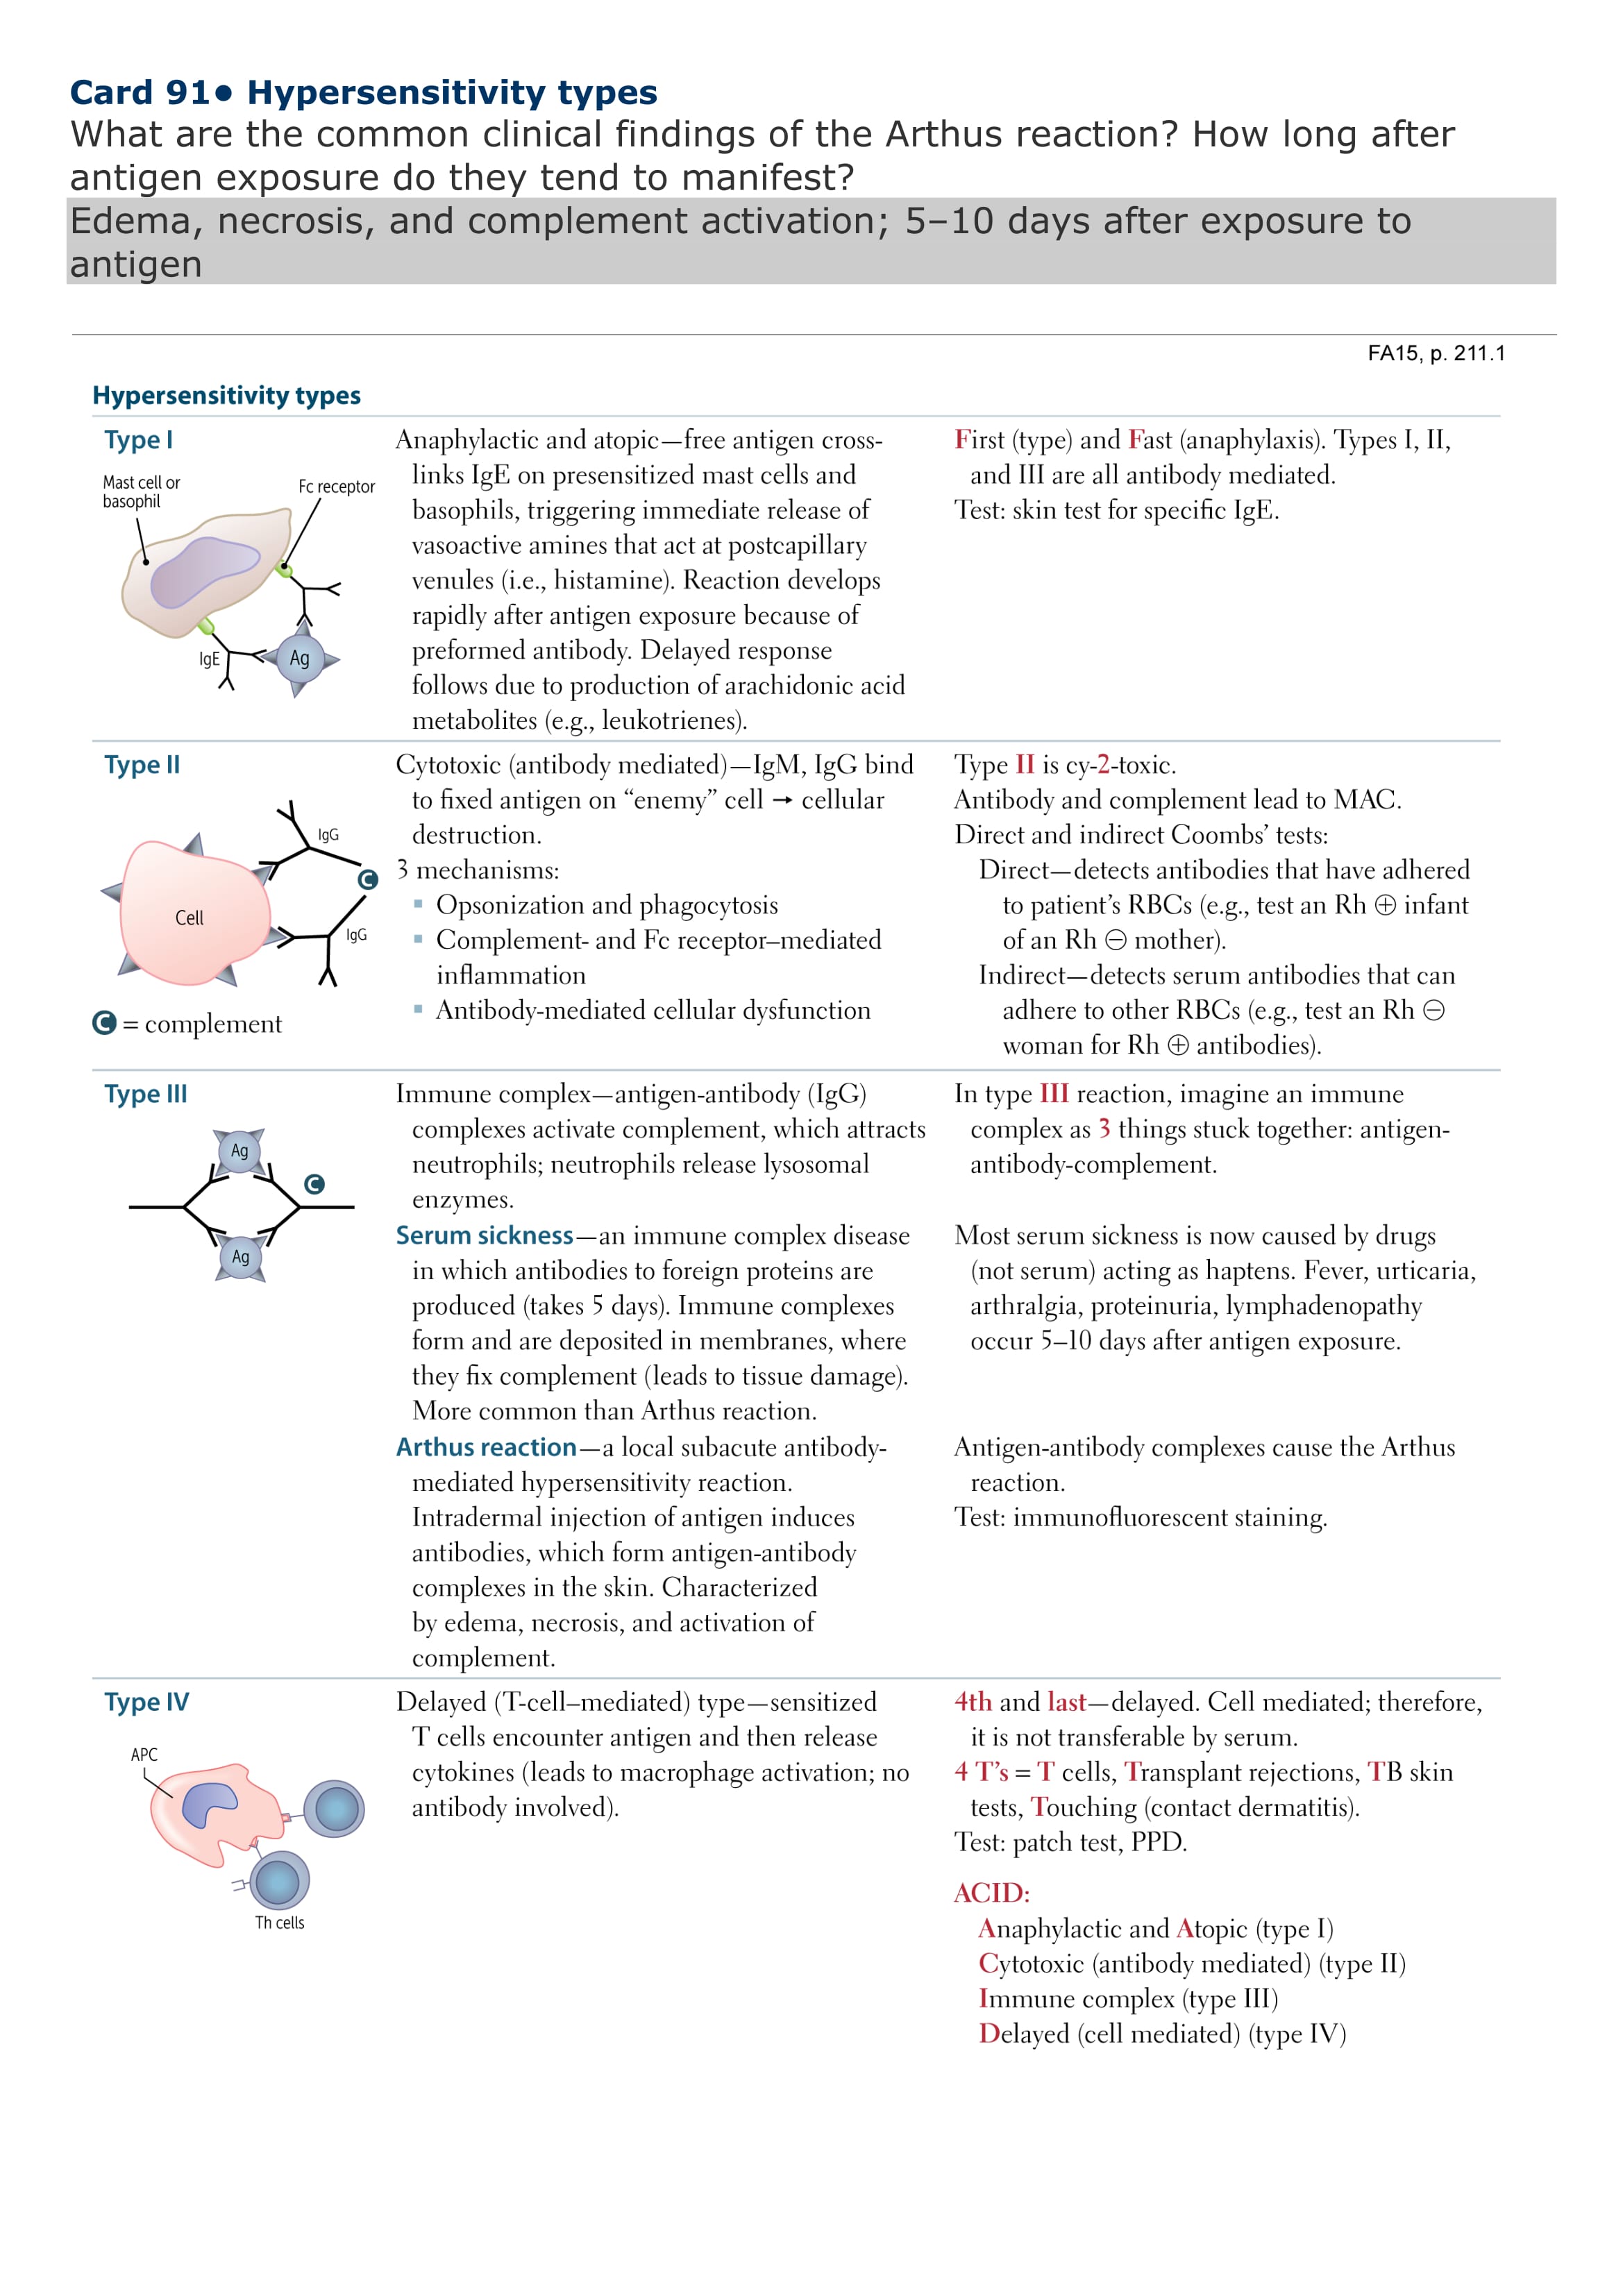 Card 91• Hypersensitivity types
What are the common clinical findings of the Arthus reaction? How long after
antigen exposure do they tend to manifest?
Edema, necrosis, and complement activation; 5–10 days after exposure to
antigen
FA15, p. 211.1
Hypersensitivity types
Type I
Mast cell or
basophil
Fc receptor
IgE
Ag
Anaphylactic and atopic—free antigen cross-
links IgE on presensitized mast cells and
basophils, triggering immediate release of
vasoactive amines that act at postcapillary
venules (i.e., histamine). Reaction develops
rapidly after antigen exposure because of
preformed antibody. Delayed response
follows due to production of arachidonic acid
metabolites (e.g., leukotrienes).
First (type) and Fast (anaphylaxis). Types I, II,
and III are all antibody mediated.
Test: skin test for specific IgE.
Type II
IgG
C
Cell
IgG
C = complement
Cytotoxic (antibody mediated)—IgM, IgG bind
to fixed antigen on “enemy” cell → cellular
destruction.
3 mechanisms:
▪ Opsonization and phagocytosis
▪ Complement- and Fc receptor–mediated
inflammation
▪ Antibody-mediated cellular dysfunction
Type II is cy-2-toxic.
Antibody and complement lead to MAC.
Direct and indirect Coombs’ tests:
Direct—detects antibodies that have adhered
to patient’s RBCs (e.g., test an Rh ⊕ infant
of an Rh ⊖ mother).
Indirect—detects serum antibodies that can
adhere to other RBCs (e.g., test an Rh ⊖
woman for Rh ⊕ antibodies).
Type III
Ag
C
Ag
Immune complex—antigen-antibody (IgG)
complexes activate complement, which attracts
neutrophils; neutrophils release lysosomal
enzymes.
In type III reaction, imagine an immune
complex as 3 things stuck together: antigen-
antibody-complement.
Serum sickness—an immune complex disease
in which antibodies to foreign proteins are
produced (takes 5 days). Immune complexes
form and are deposited in membranes, where
they fix complement (leads to tissue damage).
More common than Arthus reaction.
Most serum sickness is now caused by drugs
(not serum) acting as haptens. Fever, urticaria,
arthralgia, proteinuria, lymphadenopathy
occur 5–10 days after antigen exposure.
Arthus reaction—a local subacute antibody-
mediated hypersensitivity reaction.
Intradermal injection of antigen induces
antibodies, which form antigen-antibody
complexes in the skin. Characterized
by edema, necrosis, and activation of
complement.
Antigen-antibody complexes cause the Arthus
reaction.
Test: immunofluorescent staining.
Type IV
APC
Th cells
Delayed (T-cell–mediated) type—sensitized
T cells encounter antigen and then release
cytokines (leads to macrophage activation; no
antibody involved).
4th and last—delayed. Cell mediated; therefore,
it is not transferable by serum.
4 T’s = T cells, Transplant rejections, TB skin
tests, Touching (contact dermatitis).
Test: patch test, PPD.
ACID:
Anaphylactic and Atopic (type I)
Cytotoxic (antibody mediated) (type II)
Immune complex (type III)
Delayed (cell mediated) (type IV)